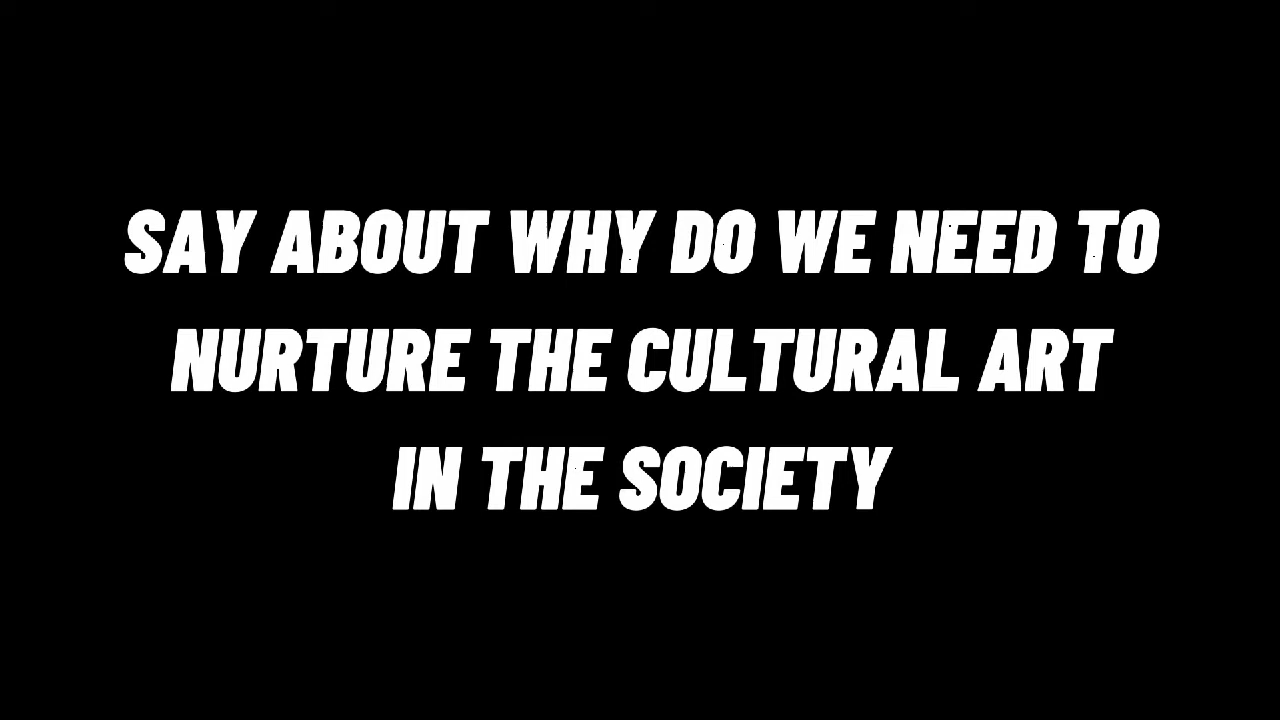 SAY ABOUT WHY DO WE NEED TO
NURTURE THE CULTURAL ART
IN THE SOCIETY